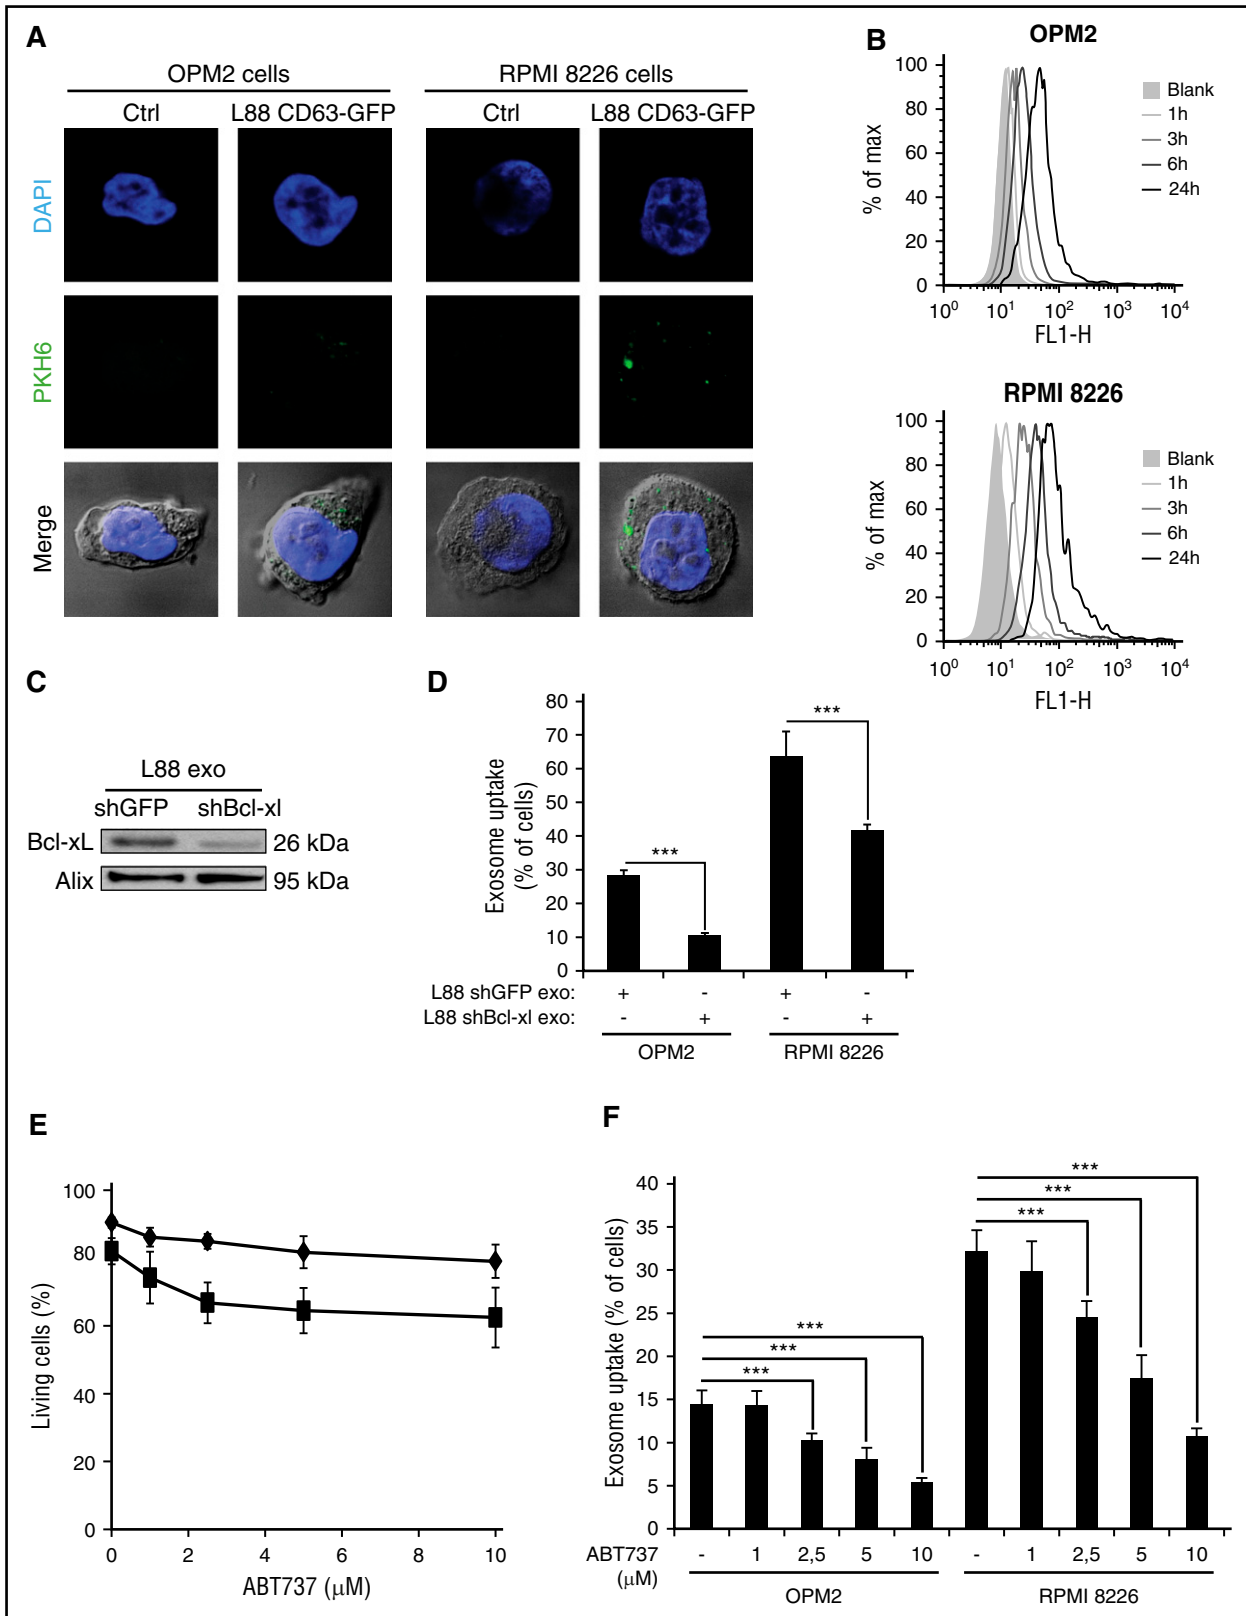 A
OPM2 cells
RPMI 8226 cells
Ctrl
L88 CD63-GFP
Ctrl
L88 CD63-GFP
DAPI
PKH6
Merge
B
OPM2
% of max
100
80
60
40
20
0
10^0 10^1 10^2 10^3 10^4
FL1-H
Blank
1h
3h
6h
24h
RPMI 8226
% of max
100
80
60
40
20
0
10^0 10^1 10^2 10^3 10^4
FL1-H
Blank
1h
3h
6h
24h
C
L88 exo
shGFP shBcl-xl
Bcl-xL 26 kDa
Alix 95 kDa
D
Exosome uptake
(% of cells)
80
70
60
50
40
30
20
10
0
***
***
L88 shGFP exo: + - + -
L88 shBcl-xl exo: - + - +
OPM2 RPMI 8226
E
Living cells (%)
100
80
60
40
20
0
0 2 4 6 8 10
ABT737 (µM)
F
Exosome uptake (% of cells)
40
35
30
25
20
15
10
5
0
***
***
***
***
***
***
ABT737 - 1 2,5 5 10 - 1 2,5 5 10
(µM)
OPM2 RPMI 8226